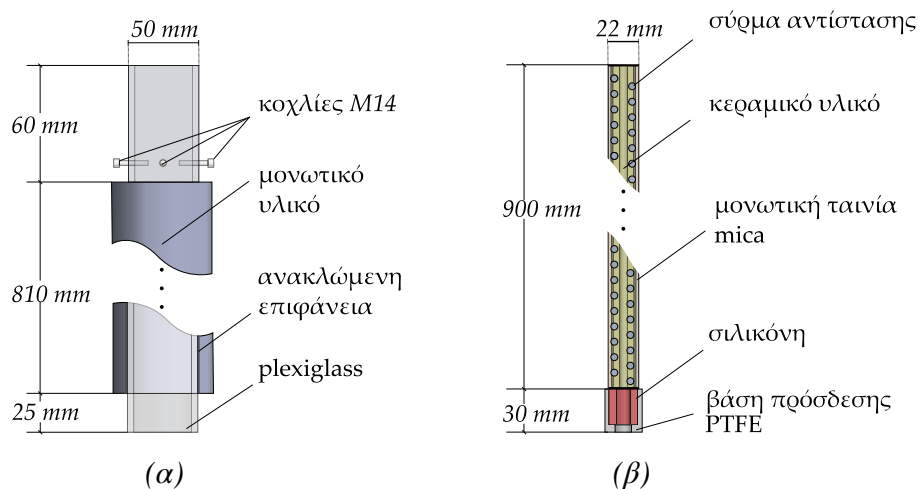 50 mm
60 mm
κοχλίες M14
μονωτικό
υλικό
810 mm
ανακλώμενη
επιφάνεια
plexiglass
25 mm
(α)
22 mm
σύρμα αντίστασης
κεραμικό υλικό
900 mm
μονωτική ταινία
mica
σιλικόνη
30 mm
βάση πρόσδεσης
PTFE
(β)